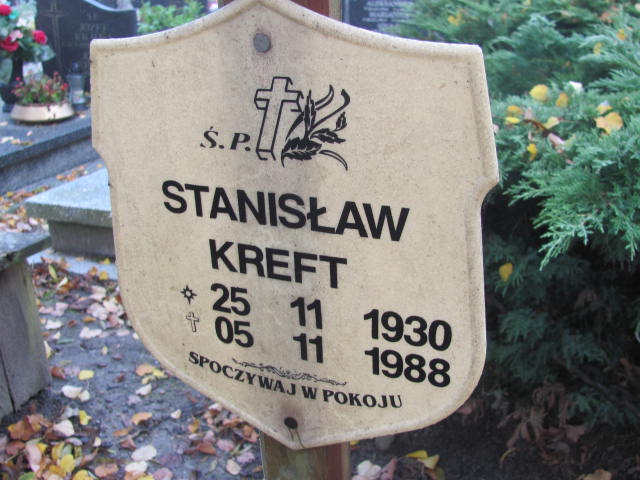 Ś.P.
STANISŁAW
KREFT
25 11 1930
05 11 1988
SPOCZYWAJ W POKOJU